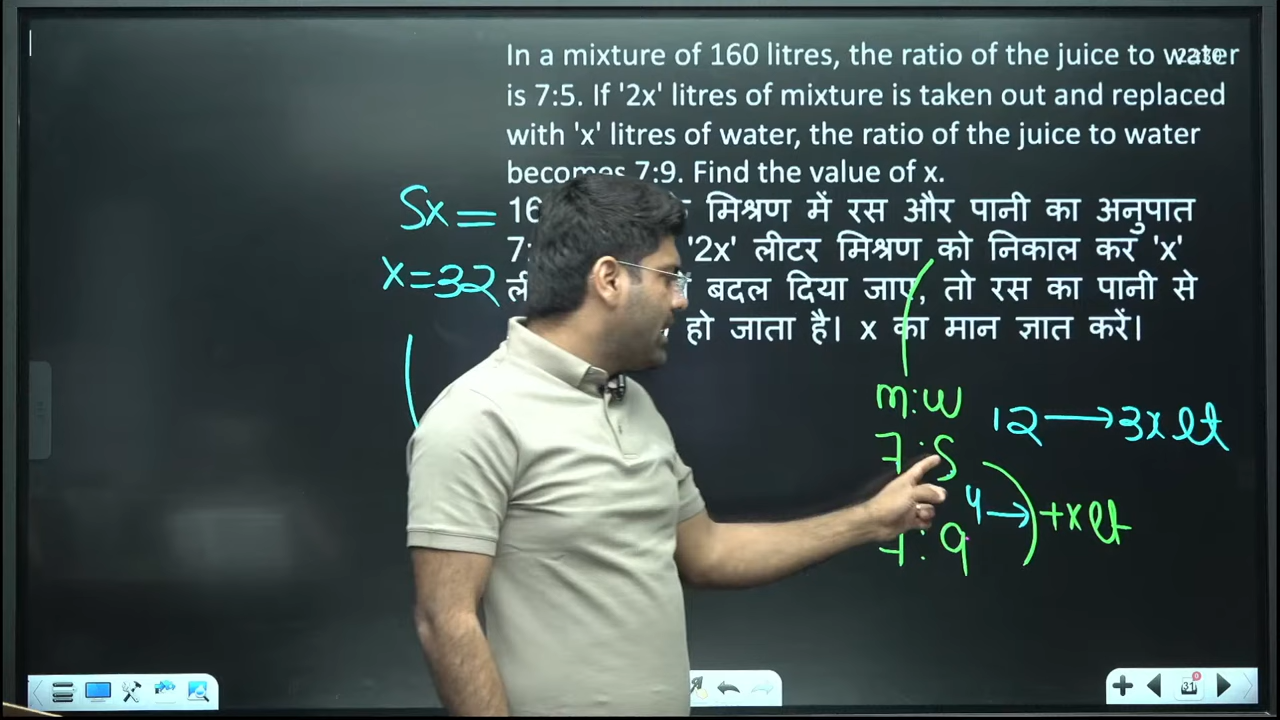 In a mixture of 160 litres, the ratio of the juice to water
is 7:5. If '2x' litres of mixture is taken out and replaced
with 'x' litres of water, the ratio of the juice to water
becomes 7:9. Find the value of x.
16 मिश्रण में रस और पानी का अनुपात
7: '2x' लीटर मिश्रण को निकाल कर 'x'
ली बदल दिया जाए, तो रस का पानी से
हो जाता है। x का मान ज्ञात करें।
5x =
x=32
m:w
7:5
12 → 3x lt
4 → +x lt
7:9
31